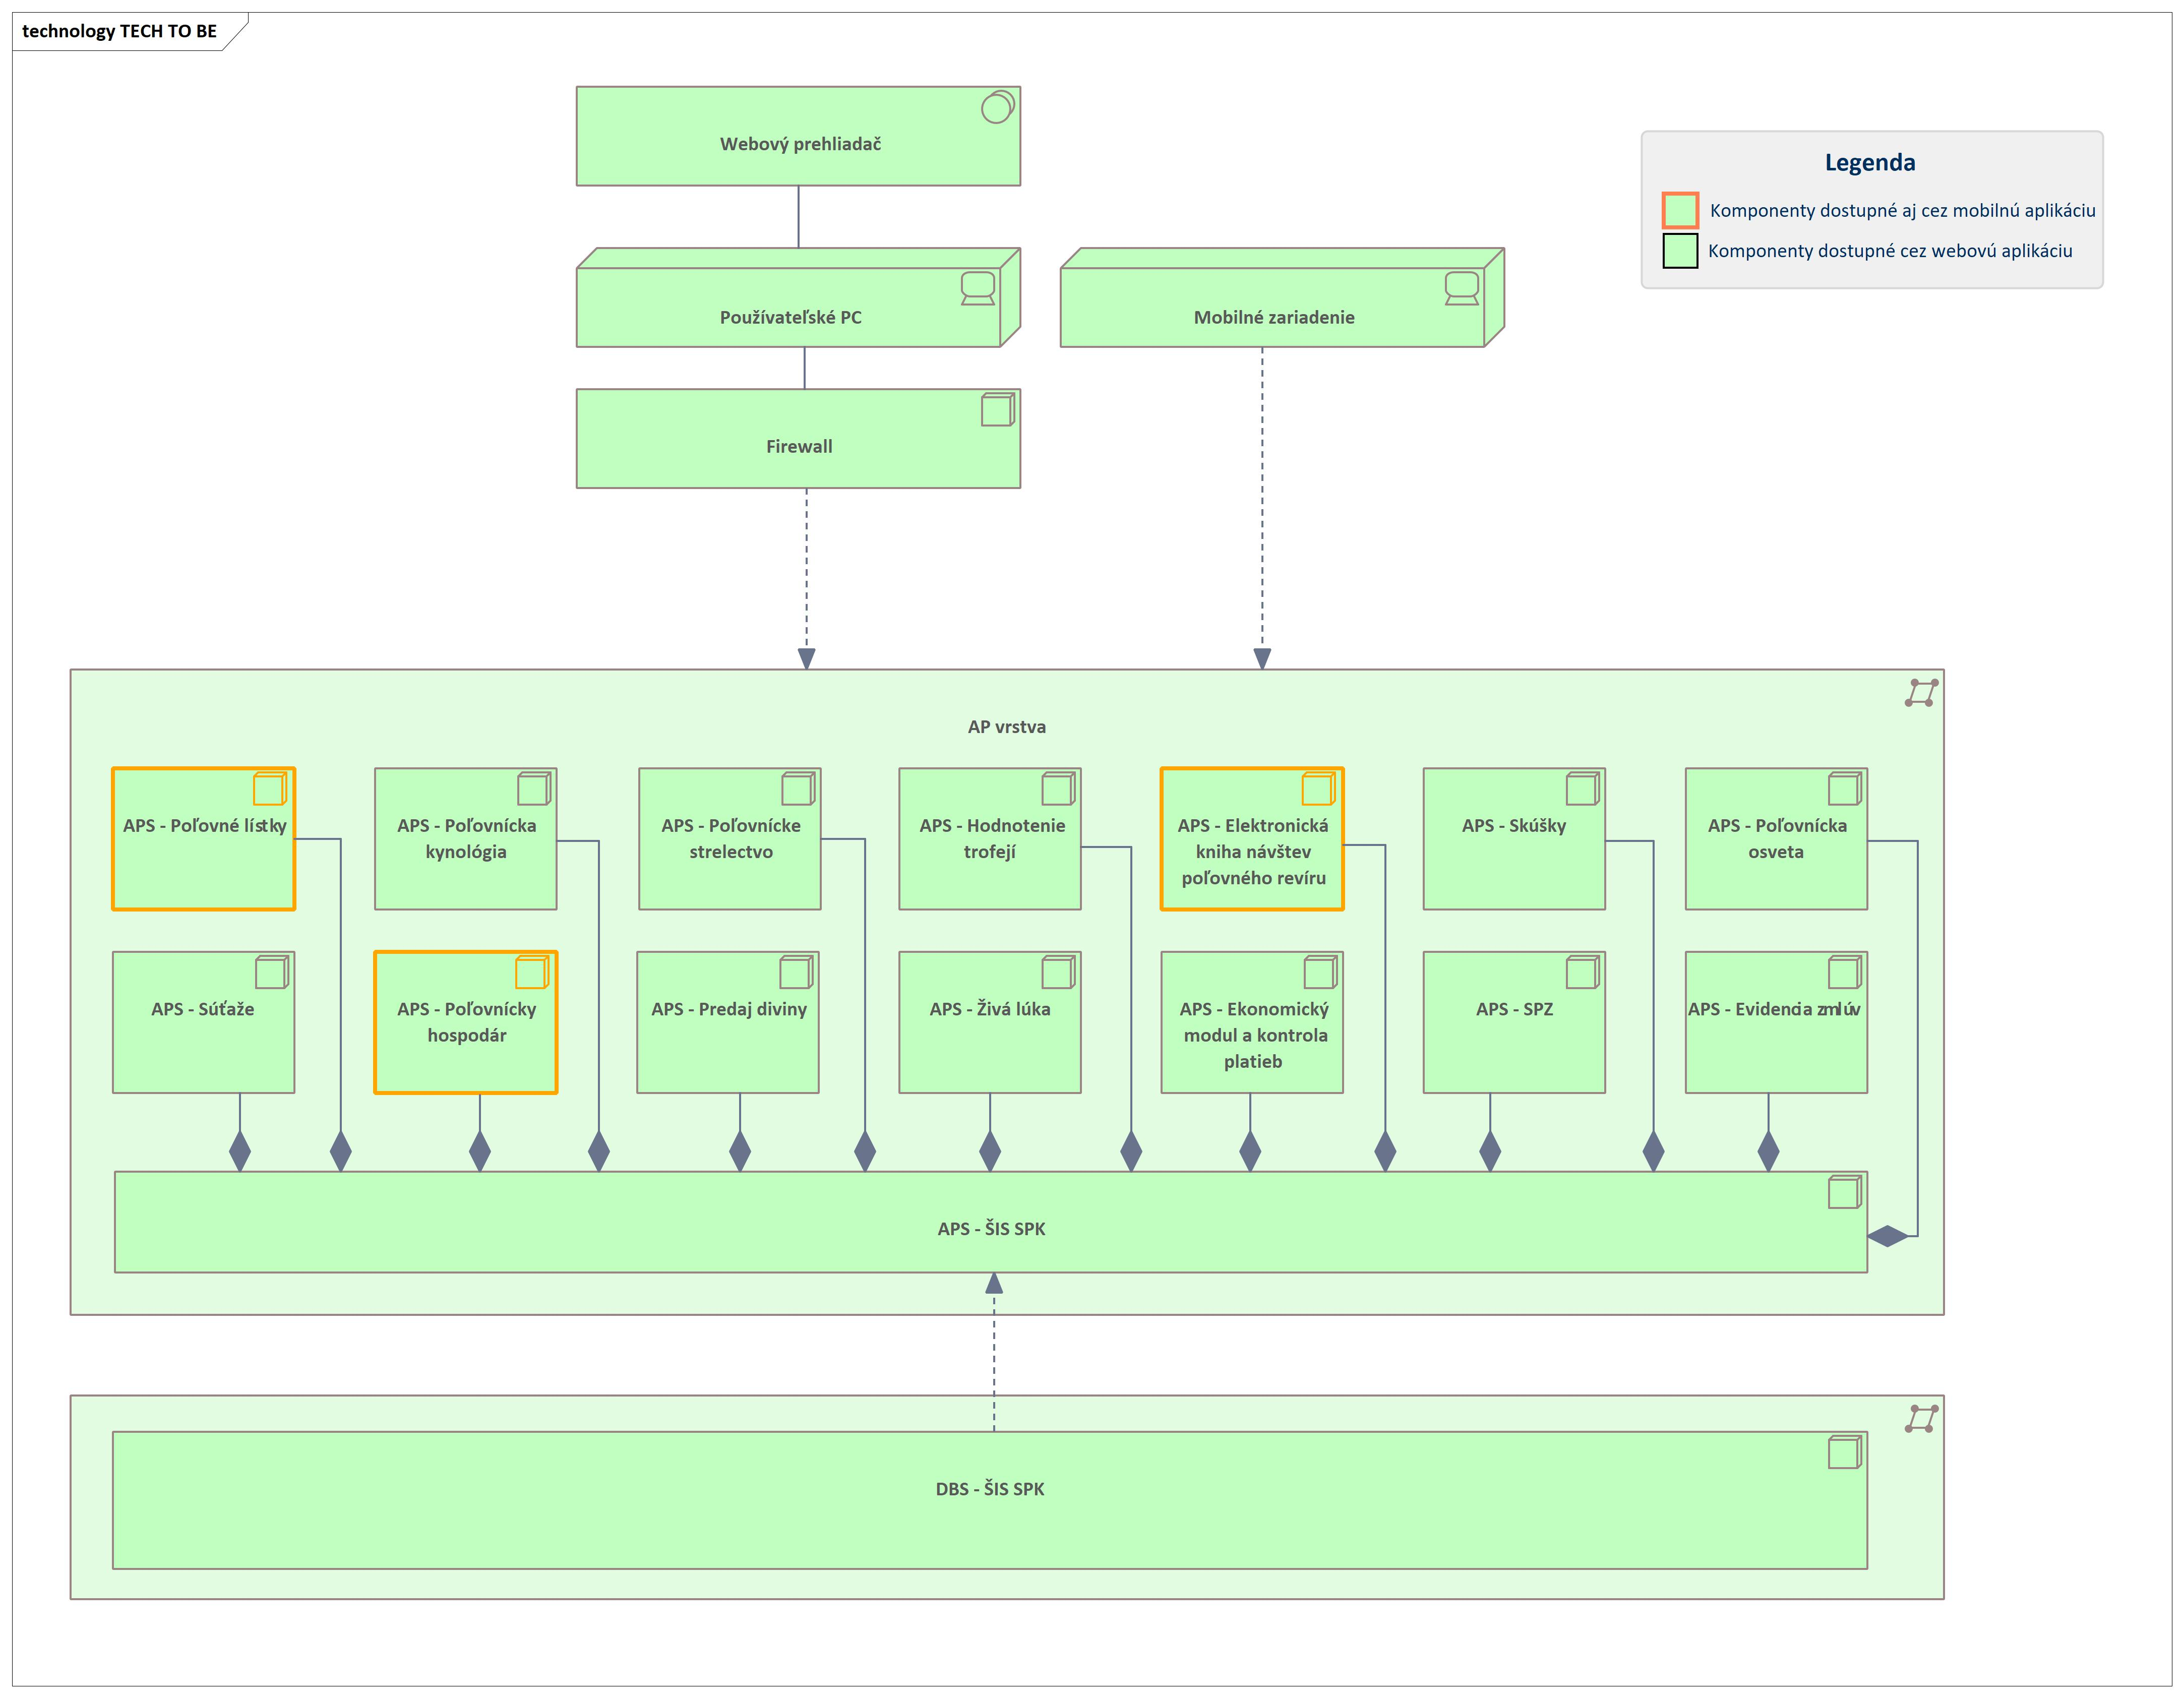 technology TECH TO BE
Webový prehliadač
Legenda
Komponenty dostupné aj cez mobilnú aplikáciu
Komponenty dostupné cez webovú aplikáciu
Používateľské PC
Mobilné zariadenie
Firewall
AP vrstva
APS - Poľovné lístky
APS - Poľovnícka
kynológia
APS - Poľovnícke
strelectvo
APS - Hodnotenie
trofejí
APS - Elektronická
kniha návštev
poľovného revíru
APS - Skúšky
APS - Poľovnícka
osveta
APS - Súťaže
APS - Poľovnícky
hospodár
APS - Predaj diviny
APS - Živá lúka
APS - Ekonomický
modul a kontrola
platieb
APS - SPZ
APS - Evidencia zmlúv
APS - ŠIS SPK
DBS - ŠIS SPK